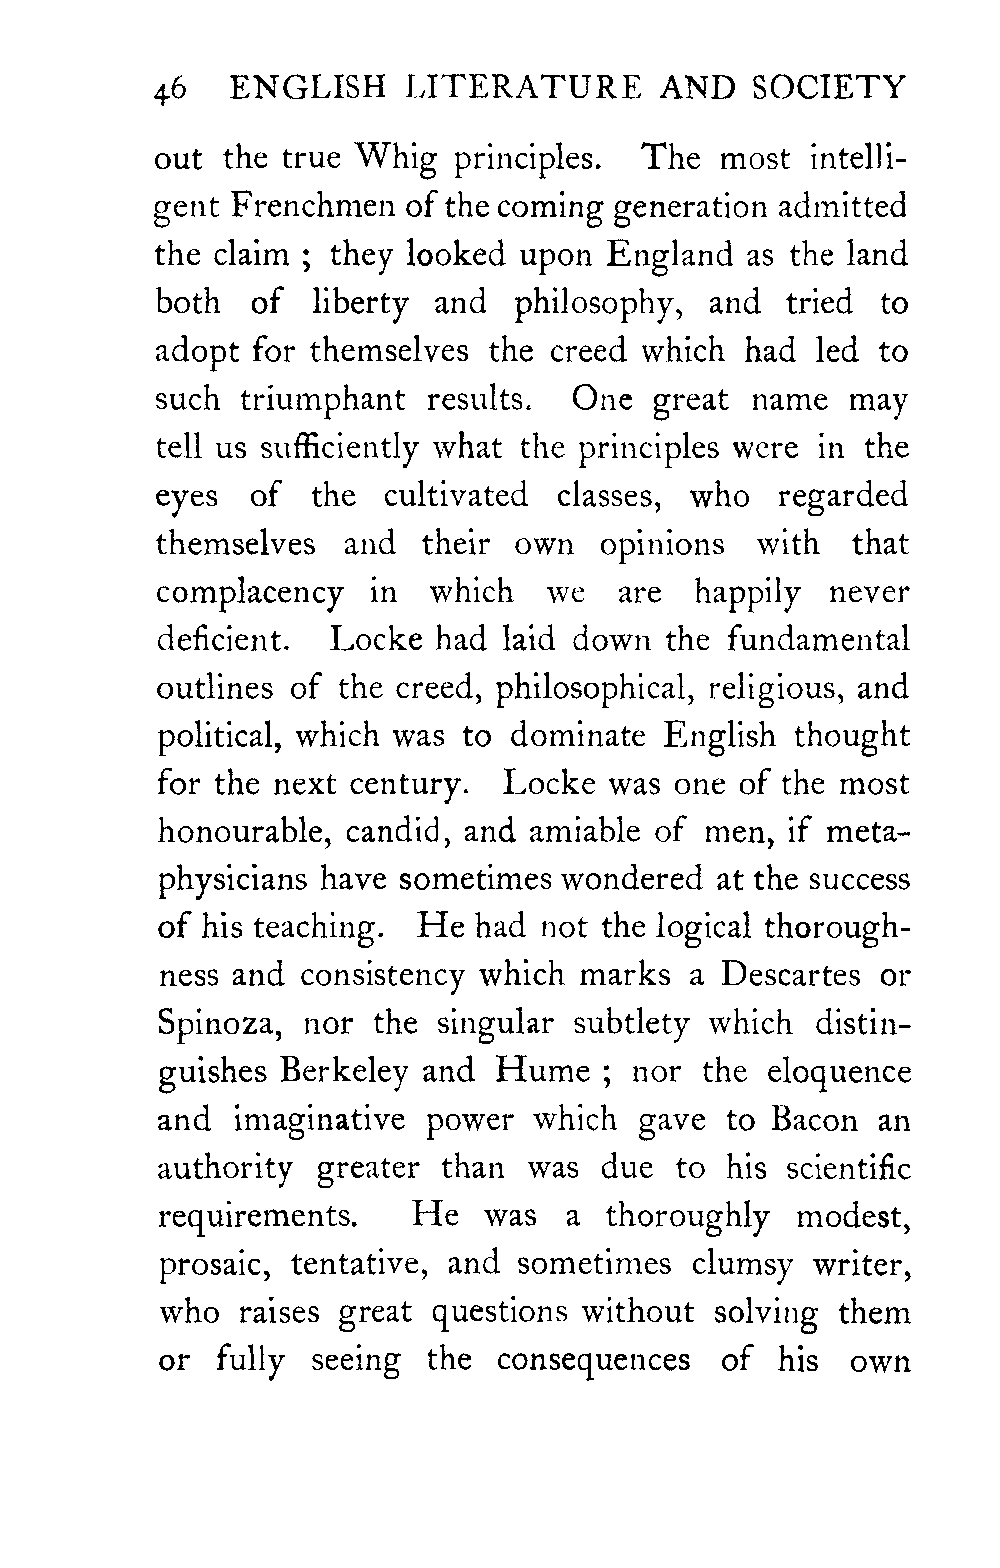 46 ENGLISH LITERATURE AND SOCIETY
out the true Whig principles. The most intelli-
gent Frenchmen of the coming generation admitted
the claim ; they looked upon England as the land
both of liberty and philosophy, and tried to
adopt for themselves the creed which had led to
such triumphant results. One great name may
tell us sufficiently what the principles were in the
eyes of the cultivated classes, who regarded
themselves and their own opinions with that
complacency in which we are happily never
deficient. Locke had laid down the fundamental
outlines of the creed, philosophical, religious, and
political, which was to dominate English thought
for the next century. Locke was one of the most
honourable, candid, and amiable of men, if meta-
physicians have sometimes wondered at the success
of his teaching. He had not the logical thorough-
ness and consistency which marks a Descartes or
Spinoza, nor the singular subtlety which distin-
guishes Berkeley and Hume ; nor the eloquence
and imaginative power which gave to Bacon an
authority greater than was due to his scientific
requirements. He was a thoroughly modest,
prosaic, tentative, and sometimes clumsy writer,
who raises great questions without solving them
or fully seeing the consequences of his own